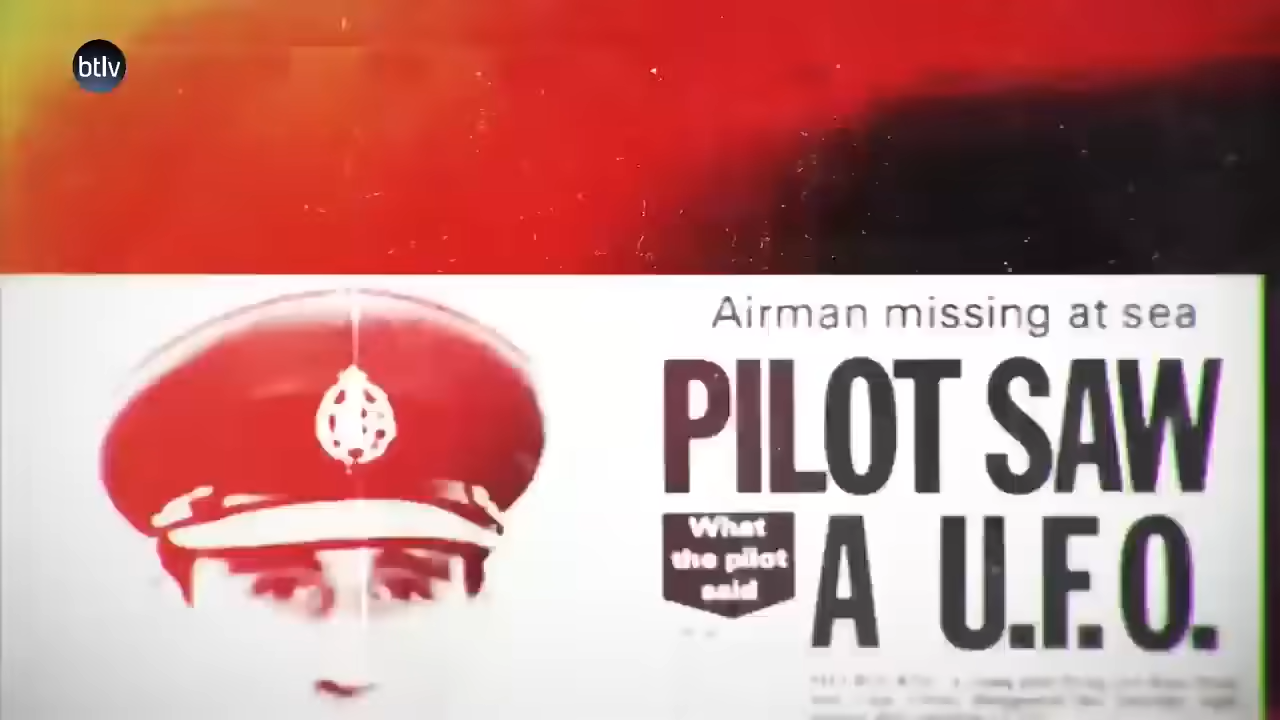 btlv
Airman missing at sea
PILOT SAW
What
the pilot
said
A U.F.O.